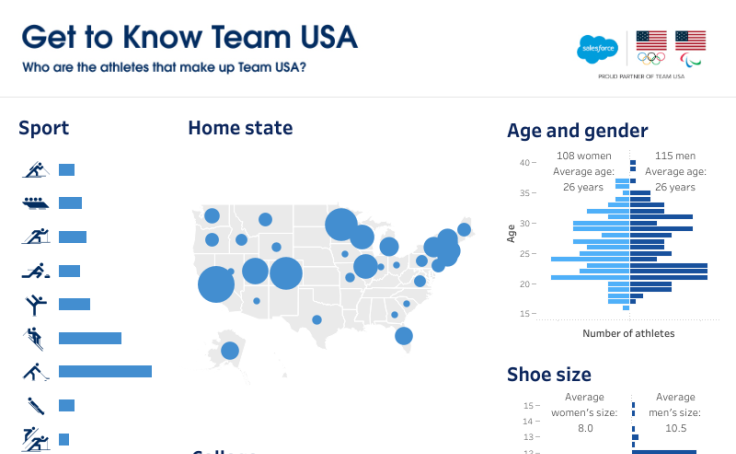 Get to Know Team USA
Who are the athletes that make up Team USA?
salesforce
PROUD PARTNER OF TEAM USA
Sport
Home state
Age and gender
108 women
Average age:
26 years
115 men
Average age:
26 years
40
35
30
25
20
15
Age
Number of athletes
Shoe size
Average
women's size:
8.0
Average
men's size:
10.5
15
14
13